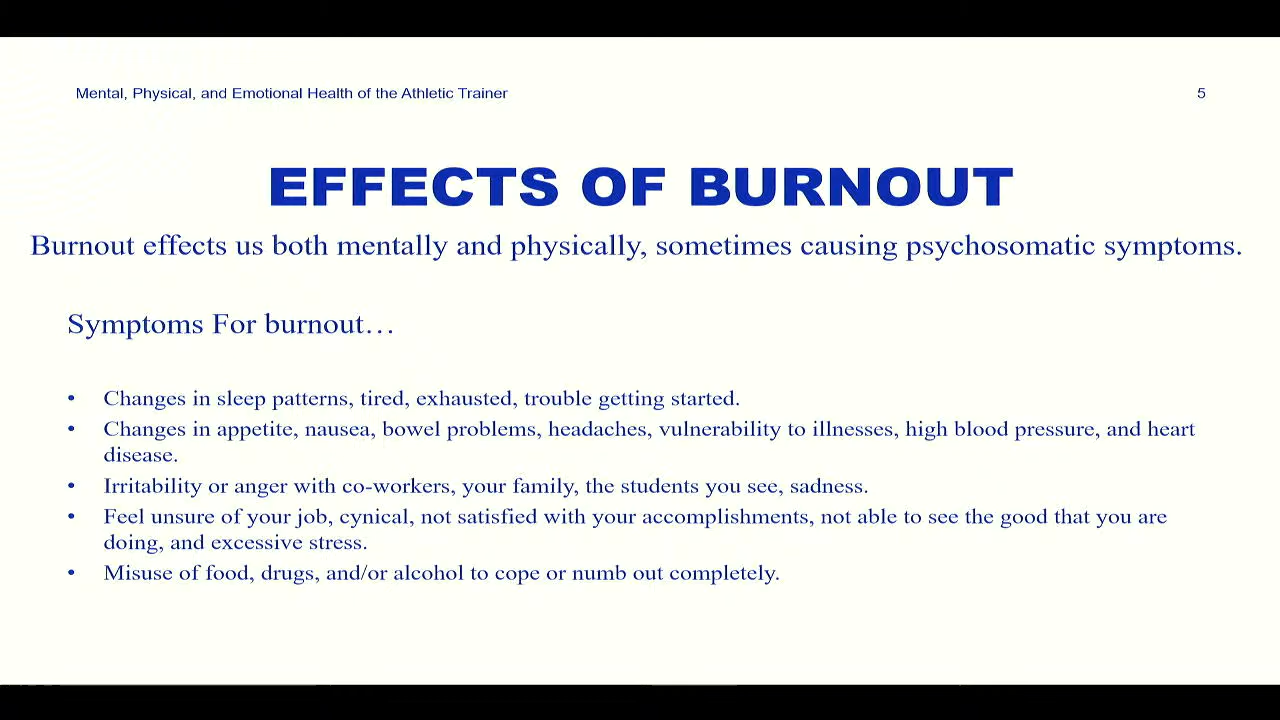 Mental, Physical, and Emotional Health of the Athletic Trainer
5
EFFECTS OF BURNOUT
Burnout effects us both mentally and physically, sometimes causing psychosomatic symptoms.
Symptoms For burnout…
• Changes in sleep patterns, tired, exhausted, trouble getting started.
• Changes in appetite, nausea, bowel problems, headaches, vulnerability to illnesses, high blood pressure, and heart
disease.
• Irritability or anger with co-workers, your family, the students you see, sadness.
• Feel unsure of your job, cynical, not satisfied with your accomplishments, not able to see the good that you are
doing, and excessive stress.
• Misuse of food, drugs, and/or alcohol to cope or numb out completely.